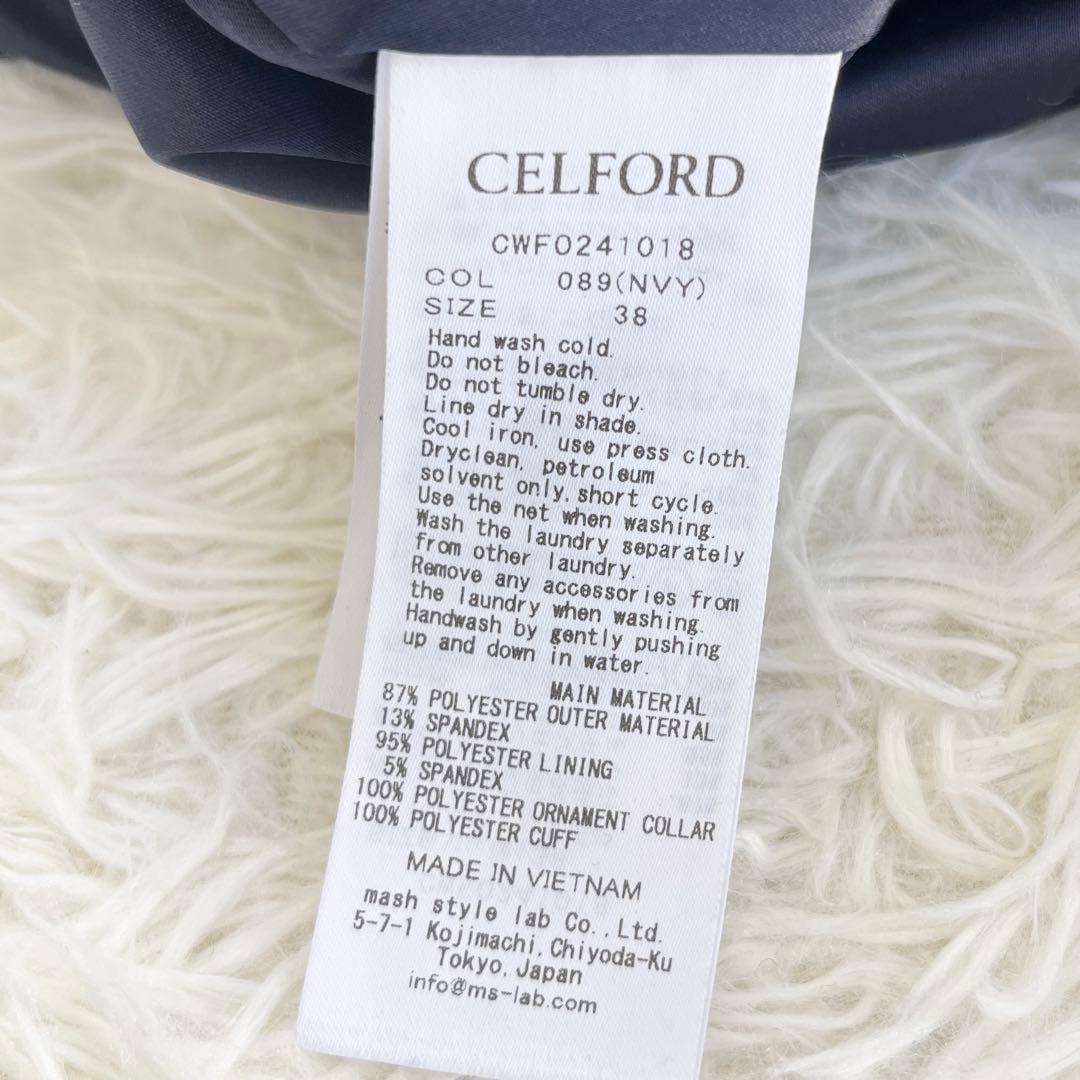 CELFORD
CWFO241018
COL 089(NVY)
SIZE 38
Hand wash cold.
Do not bleach.
Do not tumble dry.
Line dry in shade.
Cool iron, use press cloth.
Dryclean, petroleum
solvent only, short cycle.
Use the net when washing.
Wash the laundry separately
from other laundry.
Remove any accessories from
the laundry when washing.
Handwash by gently pushing
up and down in water.
MAIN MATERIAL
87% POLYESTER OUTER MATERIAL
13% SPANDEX
95% POLYESTER LINING
5% SPANDEX
100% POLYESTER ORNAMENT COLLAR
100% POLYESTER CUFF
MADE IN VIETNAM
mash style lab Co., Ltd.
5-7-1 Kojimachi, Chiyoda-Ku
Tokyo, Japan
info@ms-lab.com